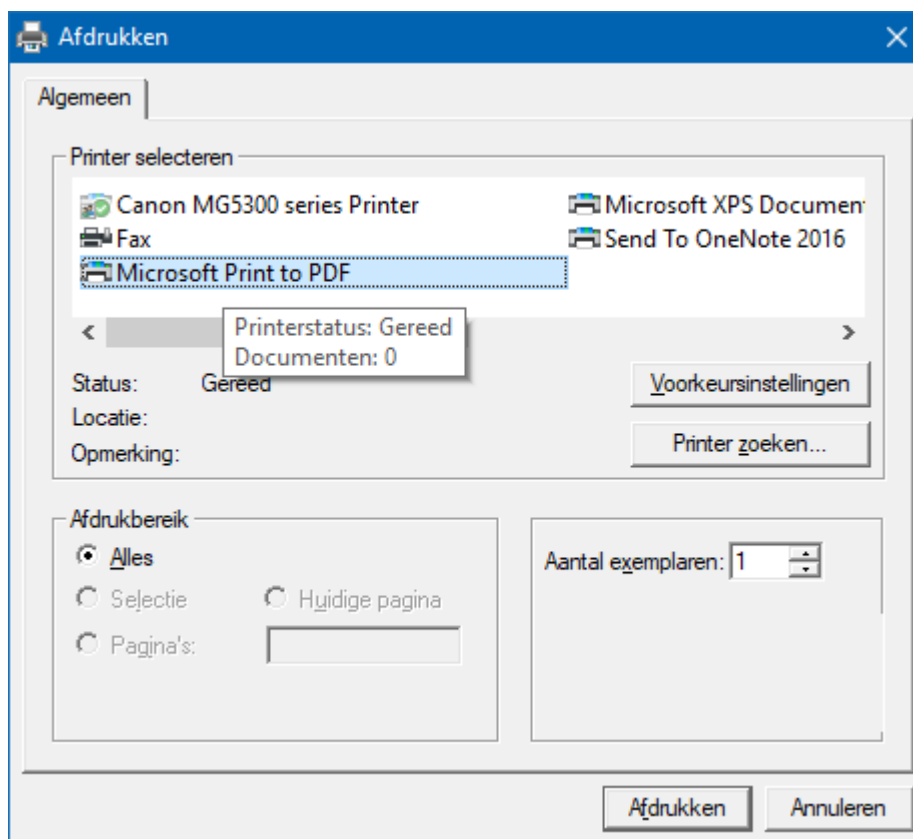 Afdrukken
Algemeen
Printer selecteren
Canon MG5300 series Printer
Microsoft XPS Documen
Fax
Send To OneNote 2016
Microsoft Print to PDF
Printerstatus: Gereed
Documenten: 0
Status: Gereed
Voorkeursinstellingen
Locatie:
Printer zoeken...
Opmerking:
Afdrukbereik
Alles
Selectie
Huidige pagina
Pagina's:
Aantal exemplaren: 1
Afdrukken
Annuleren